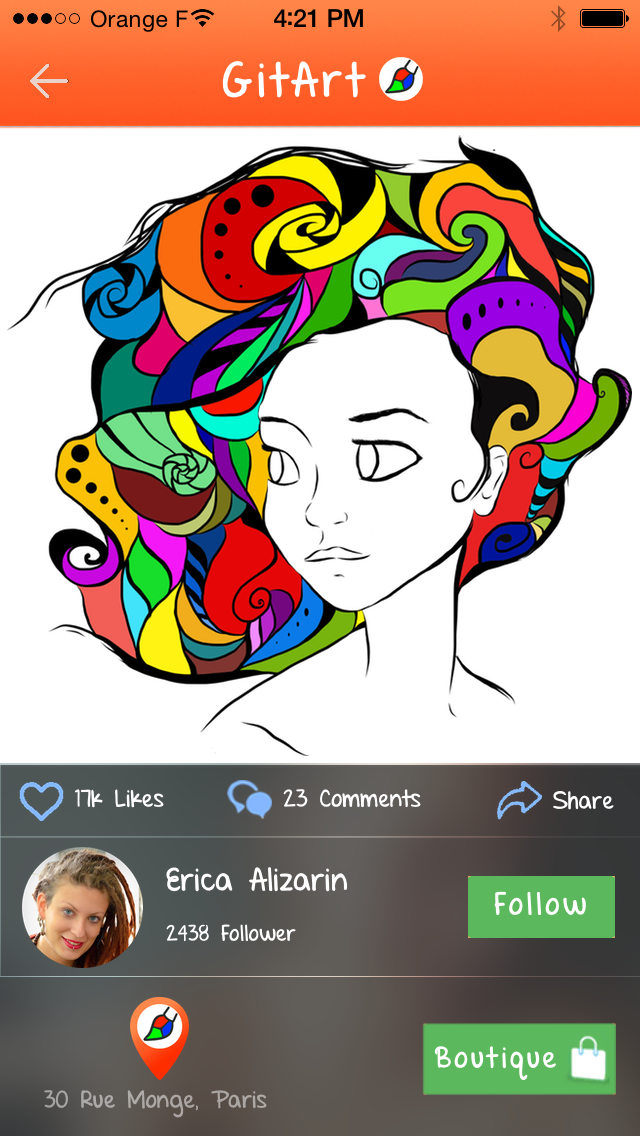 Orange F 4:21 PM
GitArt
17k Likes 23 Comments Share
Erica Alizarin
2438 Follower
Follow
Boutique
30 Rue Monge, Paris